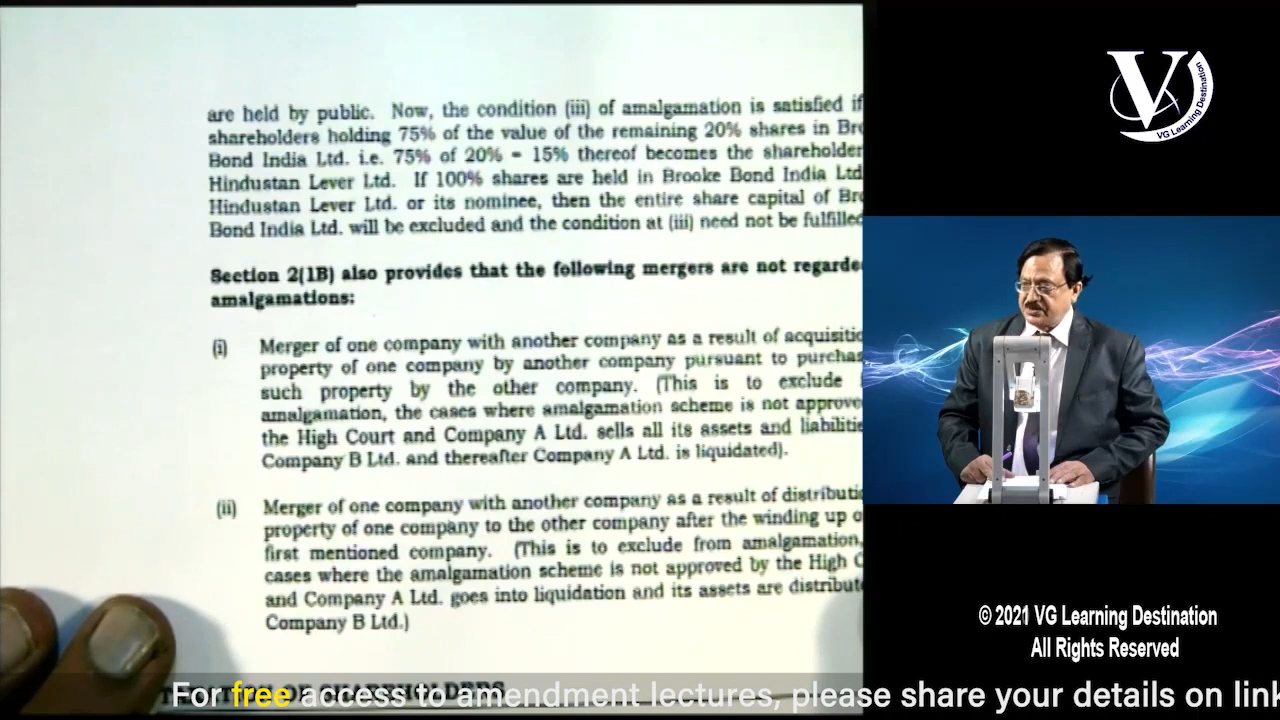 are held by public. Now, the condition (iii) of amalgamation is satisfied if
shareholders holding 75% of the value of the remaining 20% shares in
Bond India Ltd. i.e. 75% of 20% = 15% thereof becomes the shareholder
Hindustan Lever Ltd. If 100% shares are held in Brooke Bond India Ltd
Hindustan Lever Ltd. or its nominee, then the entire share capital of
Bond India Ltd. will be excluded and the condition at (iii) need not be fulfilled
Section 2(1B) also provides that the following mergers are not
amalgamations:
(i) Merger of one company with another company as a result of
property of one company by another company pursuant to
such property by the other company. (This is to exclude
amalgamation, the cases where amalgamation scheme is not
the High Court and Company A Ltd. sells all its assets and
Company B Ltd. and thereafter Company A Ltd. is liquidated).
(ii) Merger of one company with another company as a result of
property of one company to the other company after the winding up
first mentioned company. (This is to exclude from amalgamation,
cases where the amalgamation scheme is not approved by the High
and Company A Ltd. goes into liquidation and its assets are
Company B Ltd.)
OF SHAREHOLDERS
For free access to amendment lectures, please share your details on link
V
VG Learning Destination
© 2021 VG Learning Destination
All Rights Reserved